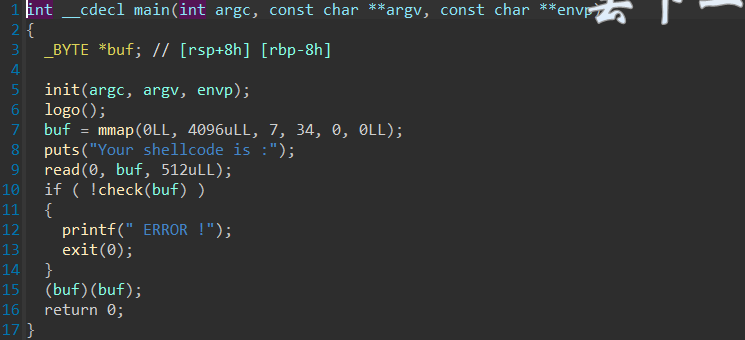 1 int __cdecl main(int argc, const char **argv, const char **envp)
2 {
3 _BYTE *buf; // [rsp+8h] [rbp-8h]
4
5 init(argc, argv, envp);
6 logo();
7 buf = mmap(0LL, 4096uLL, 7, 34, 0, 0LL);
8 puts("Your shellcode is :");
9 read(0, buf, 512uLL);
10 if ( !check(buf) )
11 {
12 printf(" ERROR !");
13 exit(0);
14 }
15 (buf)(buf);
16 return 0;
17 }